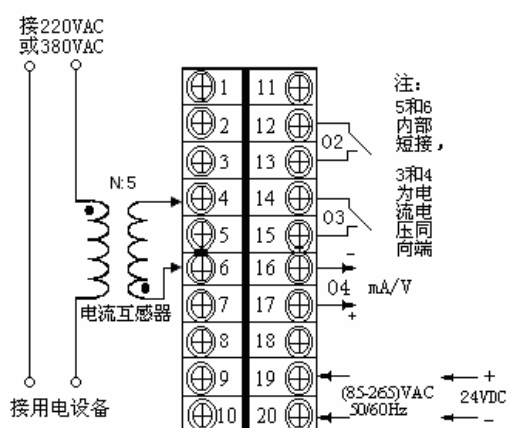 接220VAC
或380VAC
N:5
电流互感器
接用电设备
1
2
3
4
5
6
7
8
9
10
11
12
13
14
15
16
17
18
19
20
O2
O3
-
O4
mA/V
+
(85-265)VAC
50/60Hz
+
24VDC
-
注:
5和6
内部
短接,
3和4
为电
流电
压同
向端